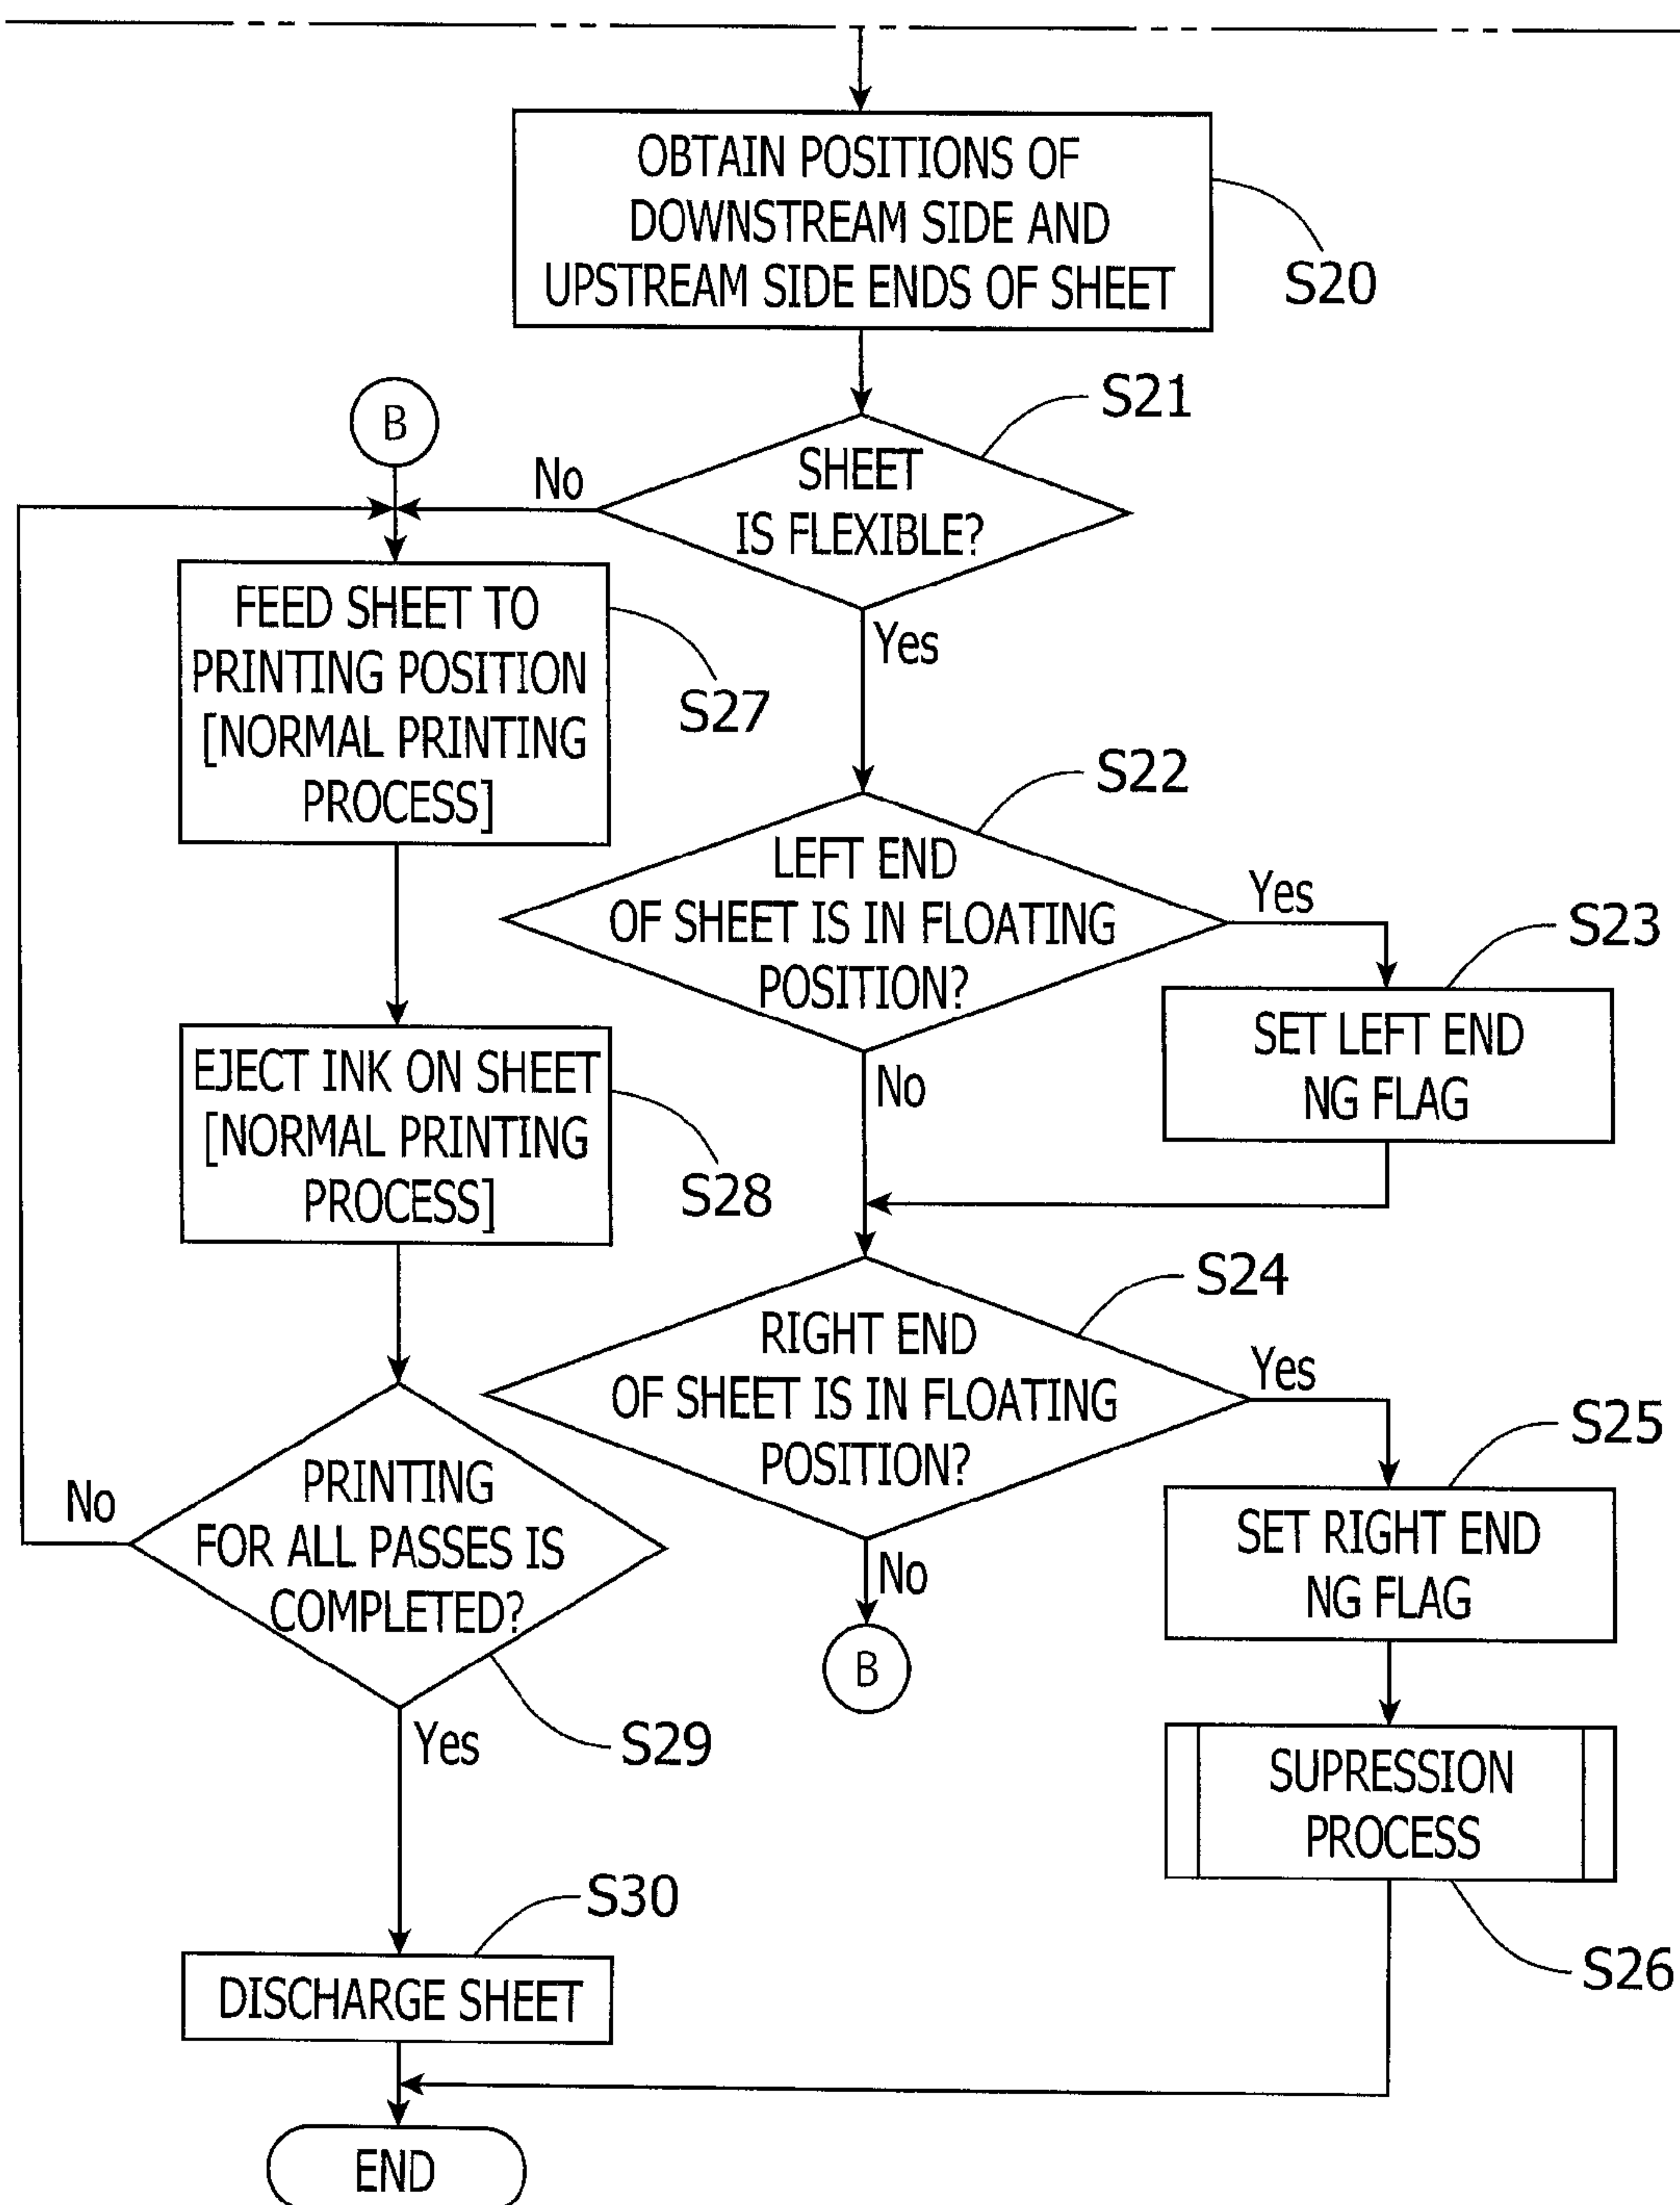 OBTAIN POSITIONS OF
DOWNSTREAM SIDE AND
UPSTREAM SIDE ENDS OF SHEET
S20
S21
B
No
SHEET
IS FLEXIBLE?
Yes
FEED SHEET TO
PRINTING POSITION
[NORMAL PRINTING
PROCESS]
S27
S22
LEFT END
OF SHEET IS IN FLOATING
POSITION?
Yes
S23
SET LEFT END
NG FLAG
No
EJECT INK ON SHEET
[NORMAL PRINTING
PROCESS]
S28
S24
RIGHT END
OF SHEET IS IN FLOATING
POSITION?
Yes
S25
SET RIGHT END
NG FLAG
No
B
PRINTING
FOR ALL PASSES IS
COMPLETED?
No
Yes
S29
SUPRESSION
PROCESS
S26
S30
DISCHARGE SHEET
END